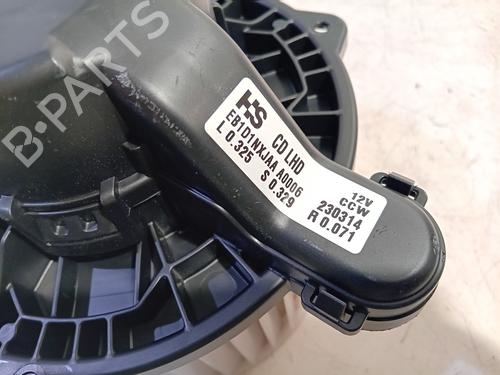 B-PARTS
HS
CD LHD
EB1D1NXJAA A0006
L 0.325 S 0.329
12V
CCW
230314
R 0.071